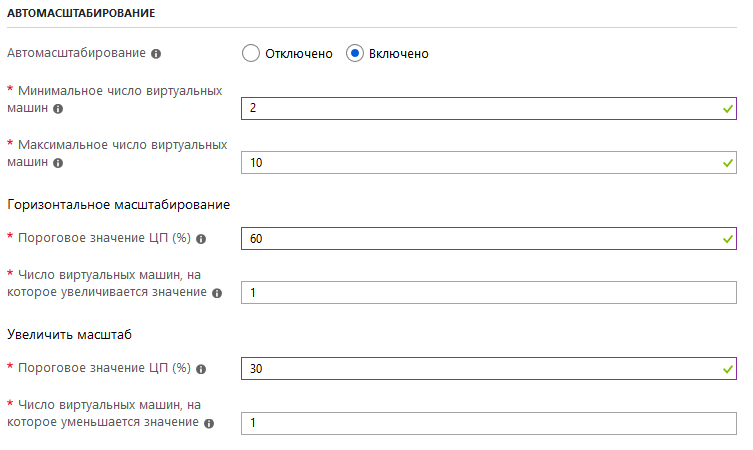 АВТОМАСШТАБИРОВАНИЕ
Автомасштабирование Отключено Включено
* Минимальное число виртуальных
машин 2
* Максимальное число виртуальных
машин 10
Горизонтальное масштабирование
* Пороговое значение ЦП (%) 60
* Число виртуальных машин, на
которое увеличивается значение 1
Увеличить масштаб
* Пороговое значение ЦП (%) 30
* Число виртуальных машин, на
которое уменьшается значение 1